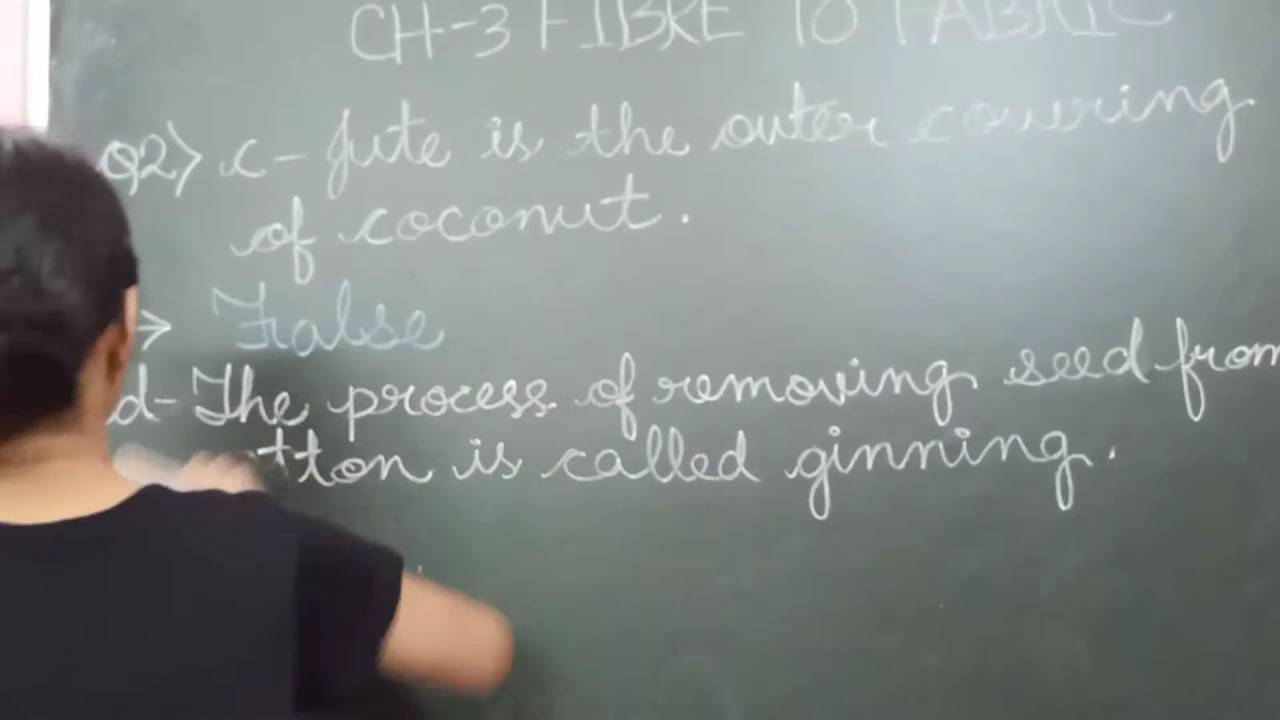 CH-3 FIBRE TO FABRIC
Q2> c- Jute is the outer covering
of coconut.
→ False
d- The process of removing seed from
tton is called ginning.